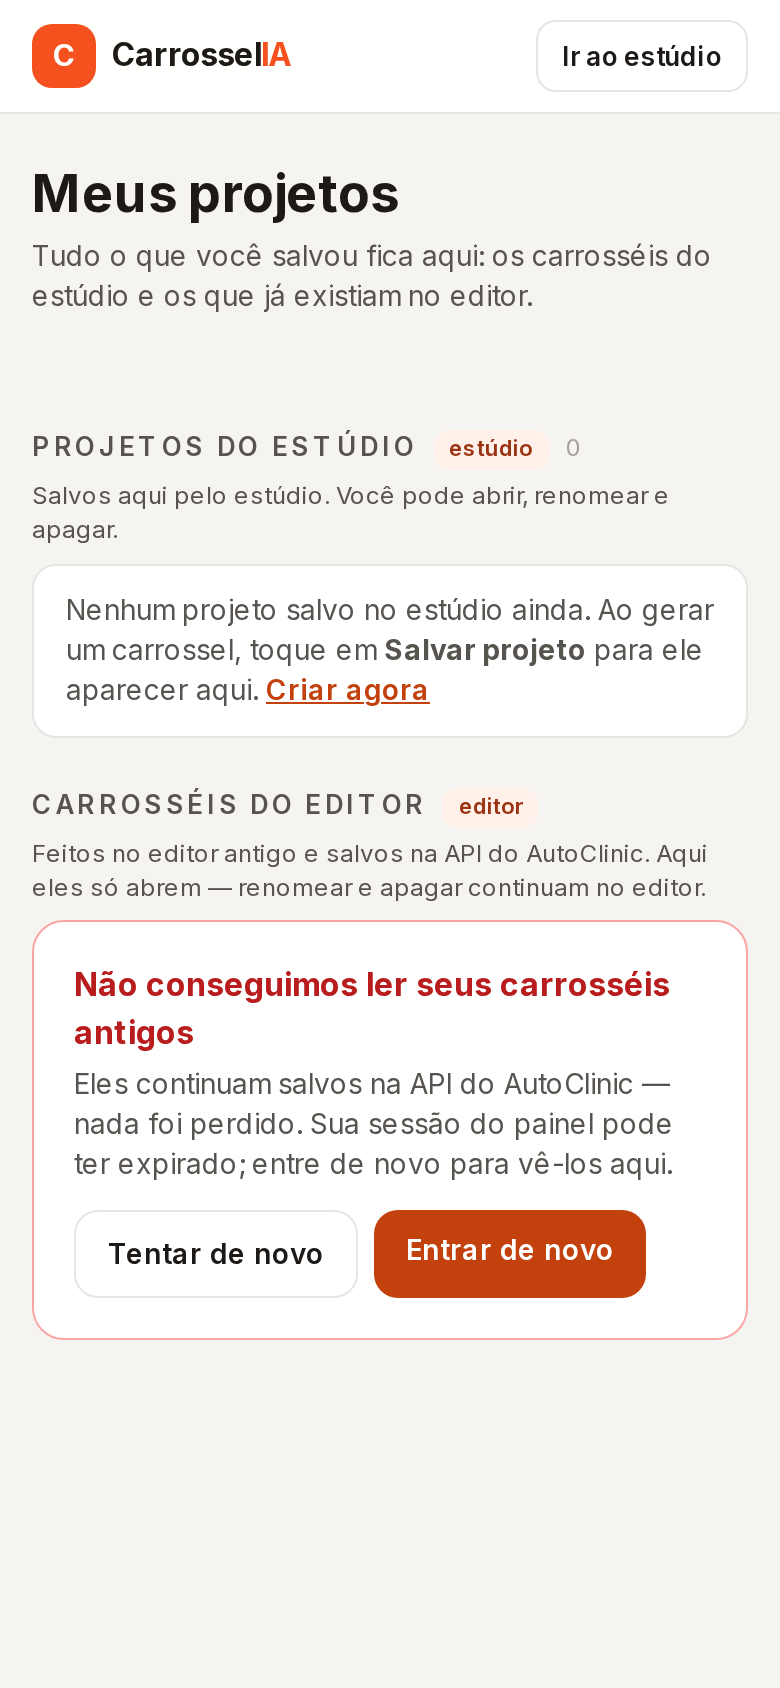 C CarrosselIA Ir ao estúdio
Meus projetos
Tudo o que você salvou fica aqui: os carrosséis do
estúdio e os que já existiam no editor.
PROJETOS DO ESTÚDIO estúdio 0
Salvos aqui pelo estúdio. Você pode abrir, renomear e
apagar.
Nenhum projeto salvo no estúdio ainda. Ao gerar
um carrossel, toque em Salvar projeto para ele
aparecer aqui. Criar agora
CARROSSÉIS DO EDITOR editor
Feitos no editor antigo e salvos na API do AutoClinic. Aqui
eles só abrem — renomear e apagar continuam no editor.
Não conseguimos ler seus carrosséis
antigos
Eles continuam salvos na API do AutoClinic —
nada foi perdido. Sua sessão do painel pode
ter expirado; entre de novo para vê-los aqui.
Tentar de novo Entrar de novo